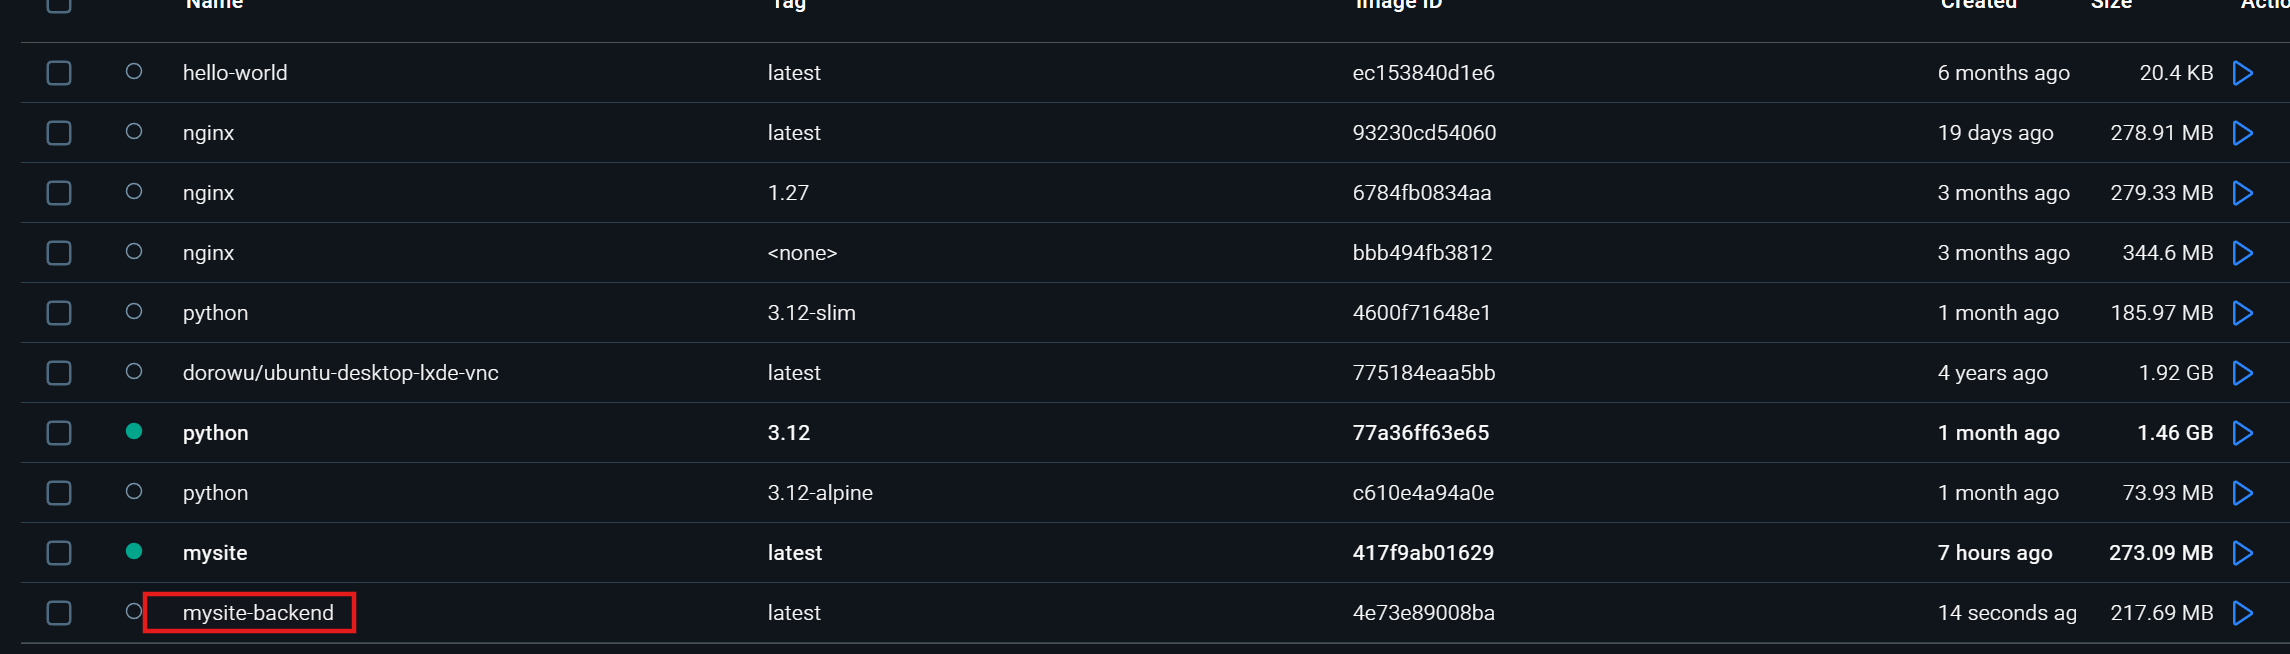 Name Tag Image ID Created Size Actio
hello-world latest ec153840d1e6 6 months ago 20.4 KB
nginx latest 93230cd54060 19 days ago 278.91 MB
nginx 1.27 6784fb0834aa 3 months ago 279.33 MB
nginx <none> bbb494fb3812 3 months ago 344.6 MB
python 3.12-slim 4600f71648e1 1 month ago 185.97 MB
dorowu/ubuntu-desktop-lxde-vnc latest 775184eaa5bb 4 years ago 1.92 GB
python 3.12 77a36ff63e65 1 month ago 1.46 GB
python 3.12-alpine c610e4a94a0e 1 month ago 73.93 MB
mysite latest 417f9ab01629 7 hours ago 273.09 MB
mysite-backend latest 4e73e89008ba 14 seconds ag 217.69 MB